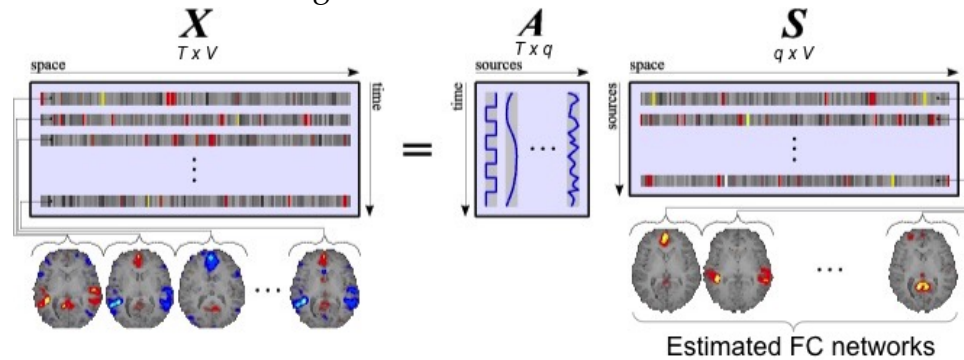 X
T x V
space
time
=
A
T x q
sources
time
S
q x V
space
sources
Estimated FC networks